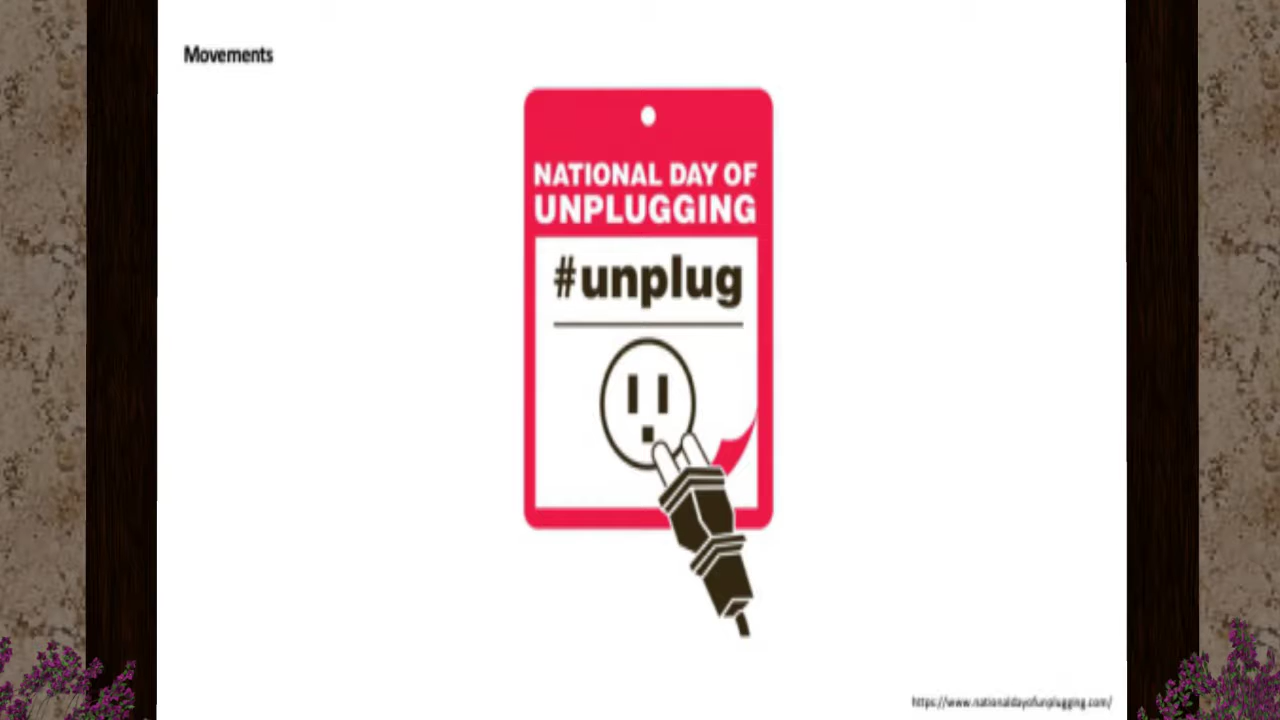 Movements
NATIONAL DAY OF
UNPLUGGING
#unplug
https://www.nationaldayofunplugging.com/